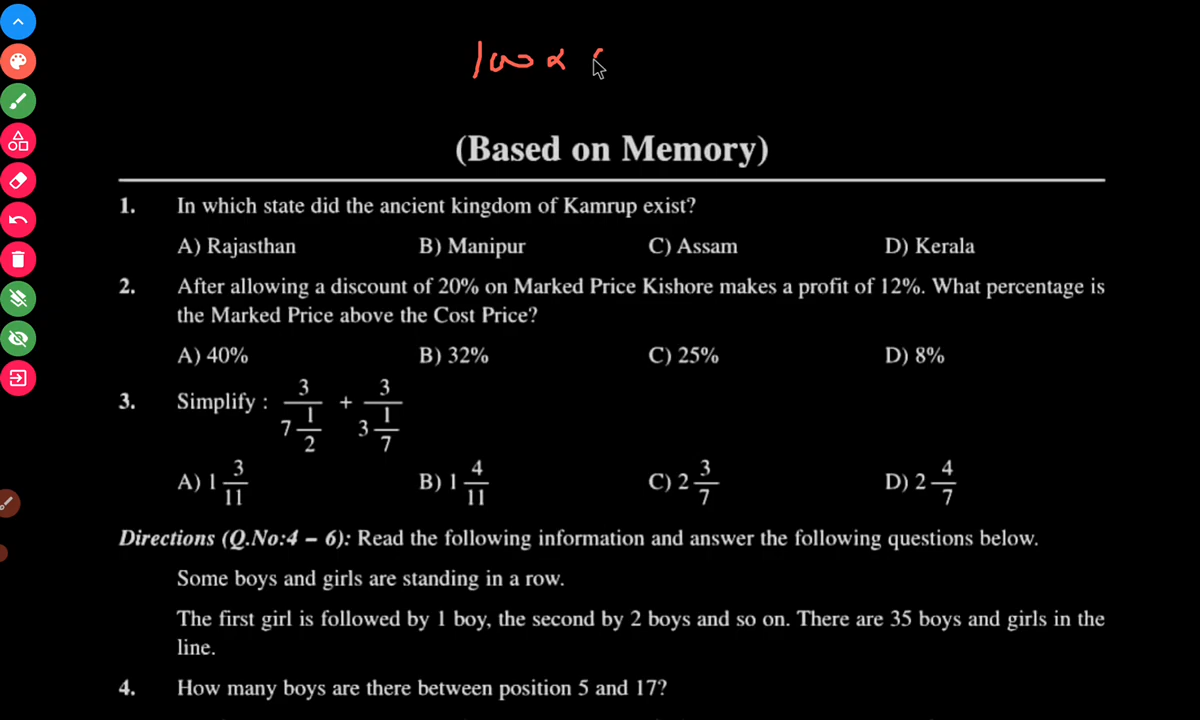 100 ×
(Based on Memory)
1. In which state did the ancient kingdom of Kamrup exist?
A) Rajasthan B) Manipur C) Assam D) Kerala
2. After allowing a discount of 20% on Marked Price Kishore makes a profit of 12%. What percentage is
the Marked Price above the Cost Price?
A) 40% B) 32% C) 25% D) 8%
3. Simplify : 3/(7 1/2) + 3/(3 1/7)
A) 1 3/11 B) 1 4/11 C) 2 3/7 D) 2 4/7
Directions (Q.No:4 – 6): Read the following information and answer the following questions below.
Some boys and girls are standing in a row.
The first girl is followed by 1 boy, the second by 2 boys and so on. There are 35 boys and girls in the
line.
4. How many boys are there between position 5 and 17?